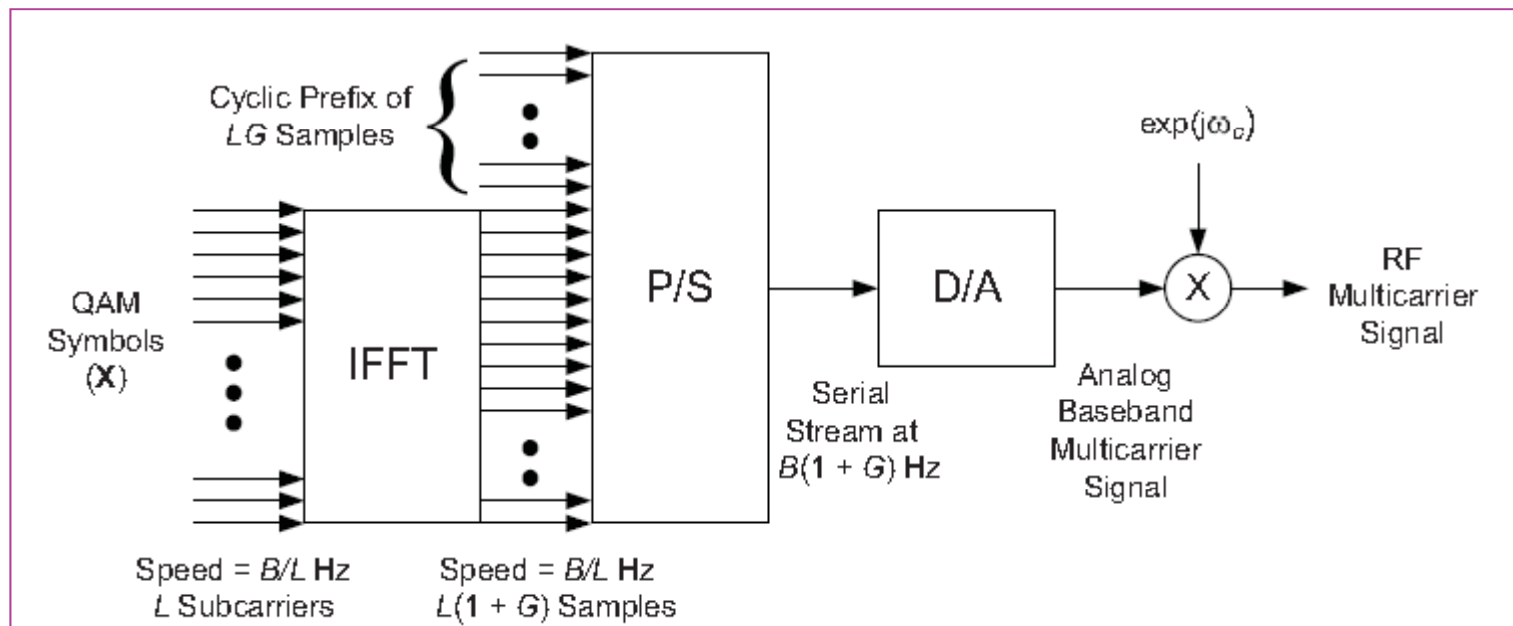 Cyclic Prefix of
LG Samples
exp(jω_c)
QAM
Symbols
(X)
IFFT
P/S
D/A
X
RF
Multicarrier
Signal
Serial
Stream at
B(1 + G) Hz
Analog
Baseband
Multicarrier
Signal
Speed = B/L Hz
L Subcarriers
Speed = B/L Hz
L(1 + G) Samples